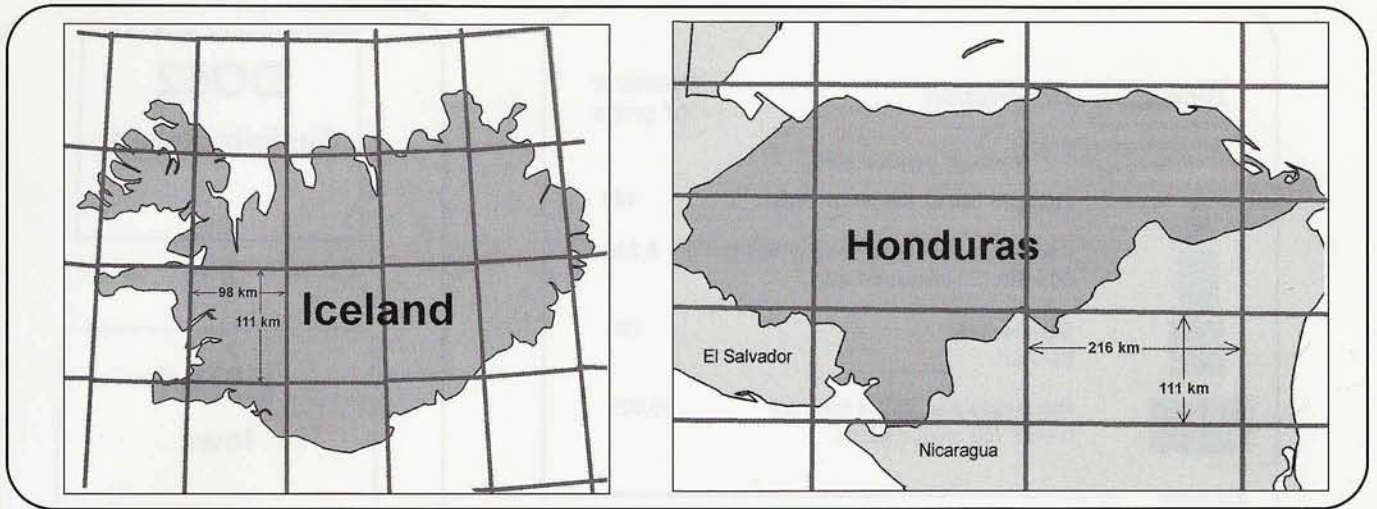 98 km
111 km
Iceland
Honduras
El Salvador
216 km
111 km
Nicaragua